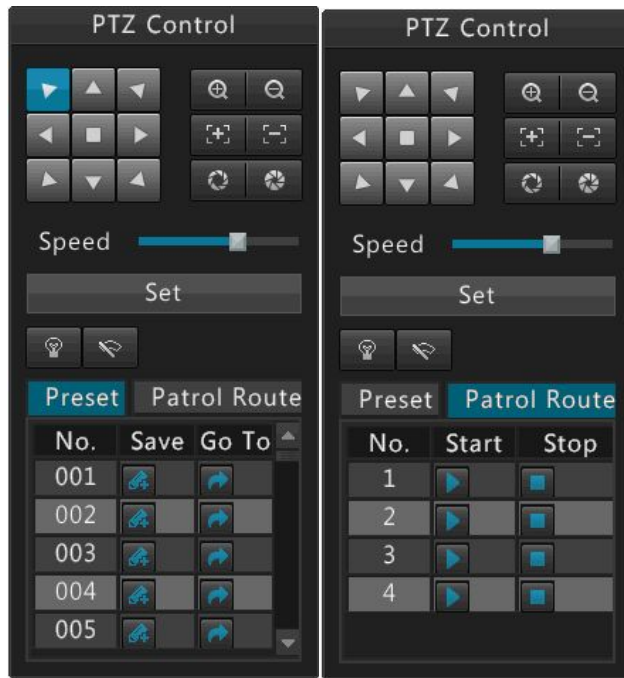 PTZ Control
Speed
Set
Preset Patrol Route
No. Save Go To
001
002
003
004
005
PTZ Control
Speed
Set
Preset Patrol Route
No. Start Stop
1
2
3
4